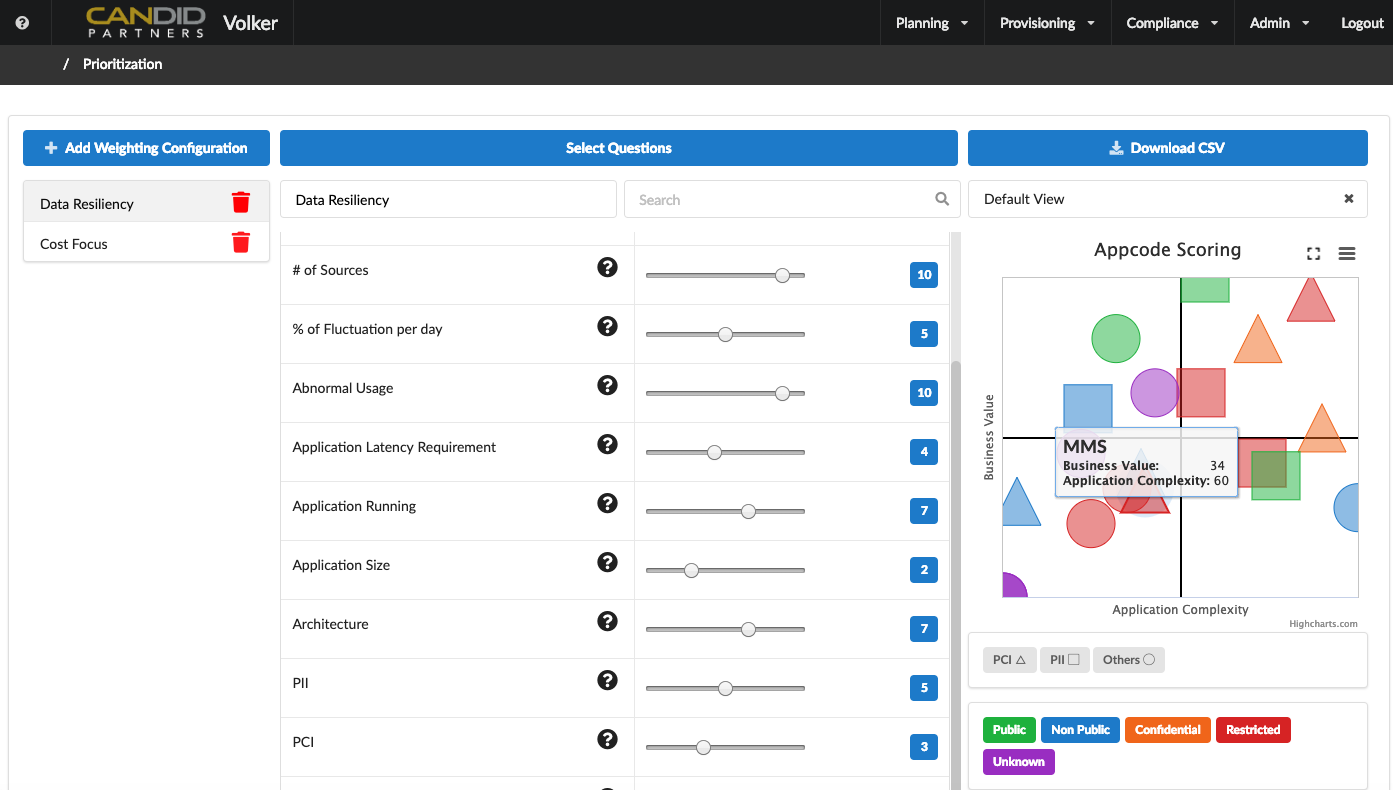 CANDID
PARTNERS
Volker
Planning
Provisioning
Compliance
Admin
Logout
/ Prioritization
Add Weighting Configuration
Select Questions
Download CSV
Data Resiliency
Cost Focus
Data Resiliency
Search
Default View
# of Sources
10
% of Fluctuation per day
5
Abnormal Usage
10
Application Latency Requirement
4
Application Running
7
Application Size
2
Architecture
7
PII
5
PCI
3
Appcode Scoring
Business Value
MMS
Business Value: 34
Application Complexity: 60
Application Complexity
Highcharts.com
PCI
PII
Others
Public
Non Public
Confidential
Restricted
Unknown